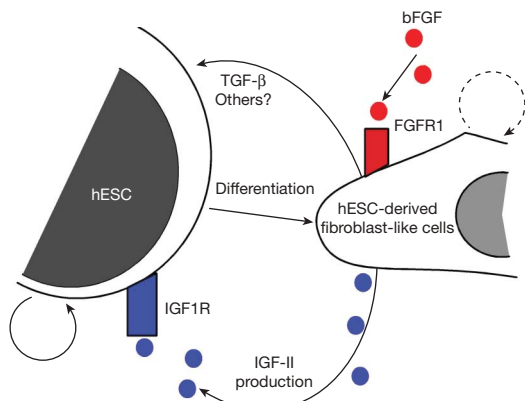 bFGF
TGF-β
Others?
FGFR1
hESC
Differentiation
hESC-derived
fibroblast-like cells
IGF1R
IGF-II
production